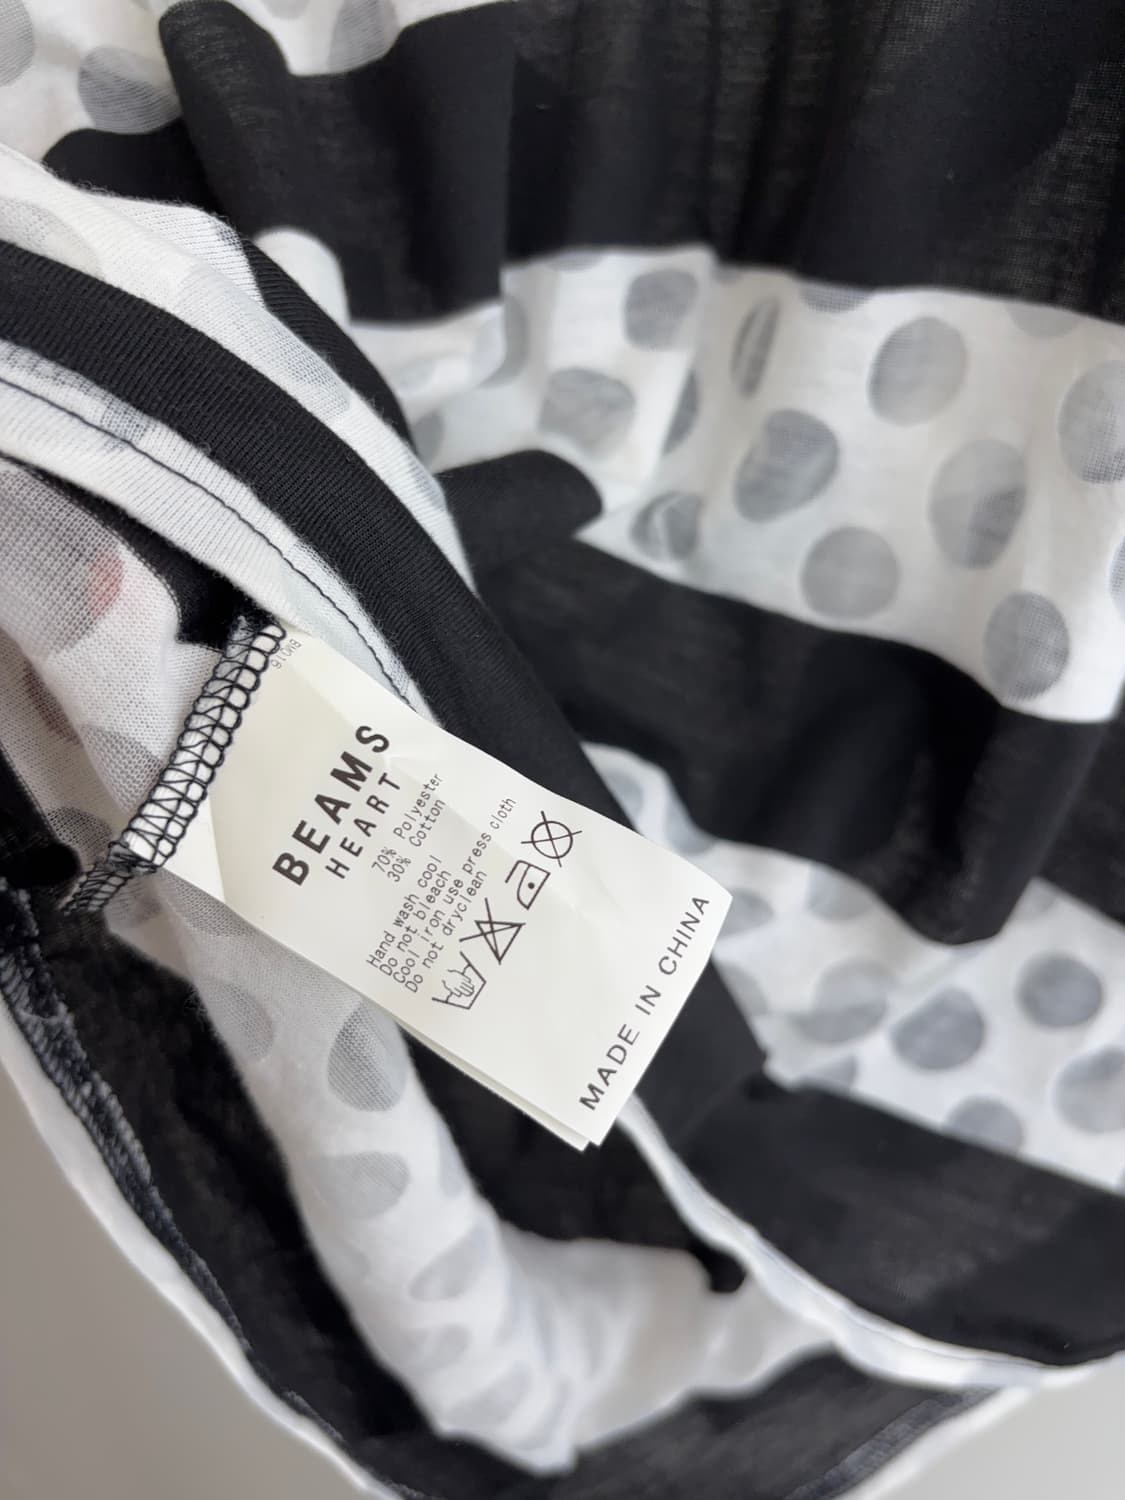 BEAMS
HEART
70% Polyester
30% Cotton
Hand wash cool
Do not bleach
Cool iron use press cloth
Do not dryclean
MADE IN CHINA